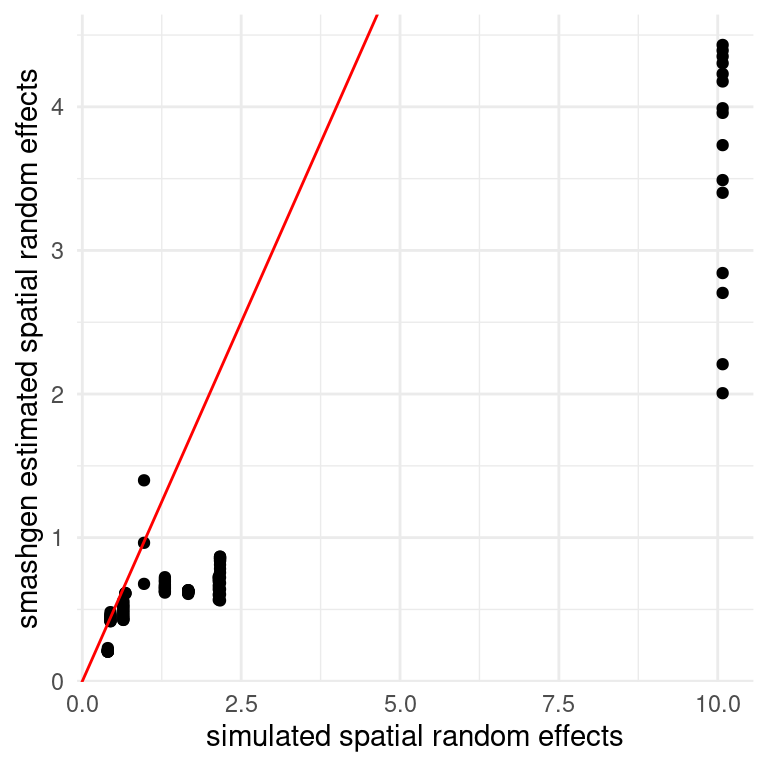 smashgen estimated spatial random effects
4
3
2
1
0
0.0 2.5 5.0 7.5 10.0
simulated spatial random effects